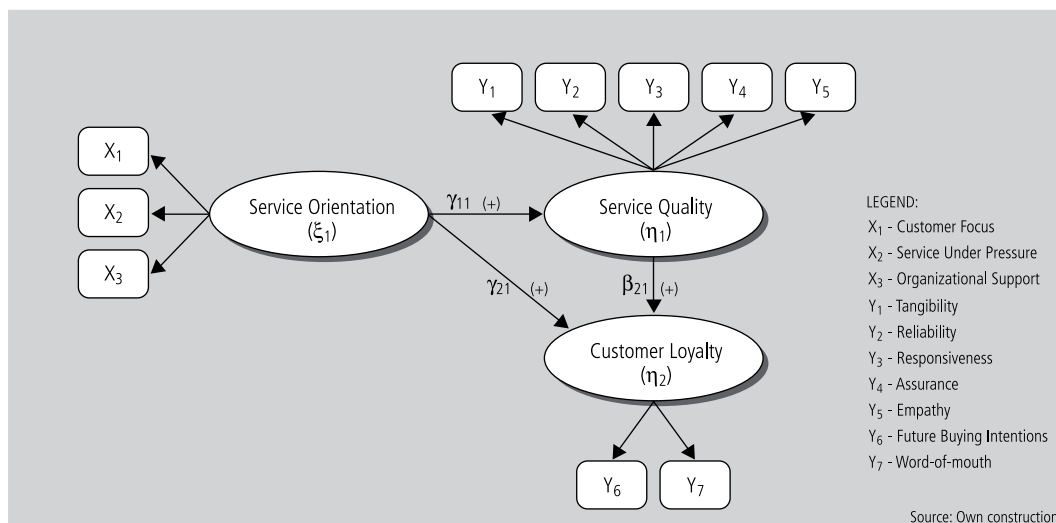 Y1 Y2 Y3 Y4 Y5
X1
X2
X3
Service Orientation
(ξ1)
γ11 (+)
Service Quality
(η1)
γ21 (+)
β21 (+)
Customer Loyalty
(η2)
Y6 Y7
LEGEND:
X1 - Customer Focus
X2 - Service Under Pressure
X3 - Organizational Support
Y1 - Tangibility
Y2 - Reliability
Y3 - Responsiveness
Y4 - Assurance
Y5 - Empathy
Y6 - Future Buying Intentions
Y7 - Word-of-mouth
Source: Own construction